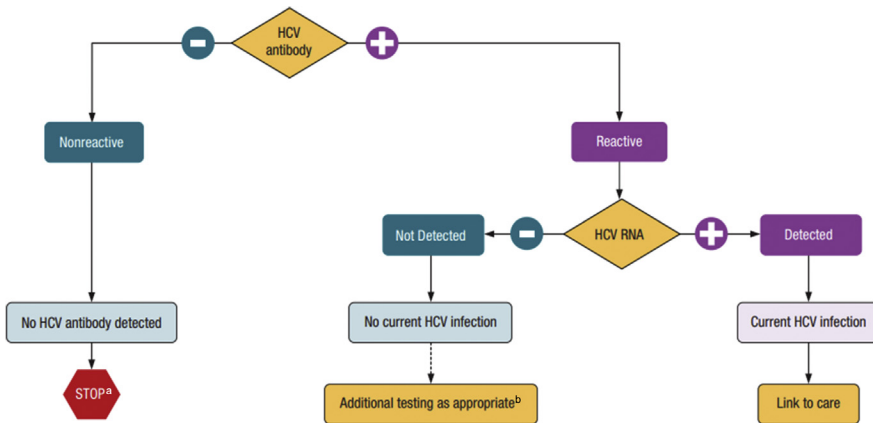 HCV
antibody
Nonreactive
Reactive
Not Detected
HCV RNA
Detected
No HCV antibody detected
No current HCV infection
Current HCV infection
STOPa
Additional testing as appropriateb
Link to care